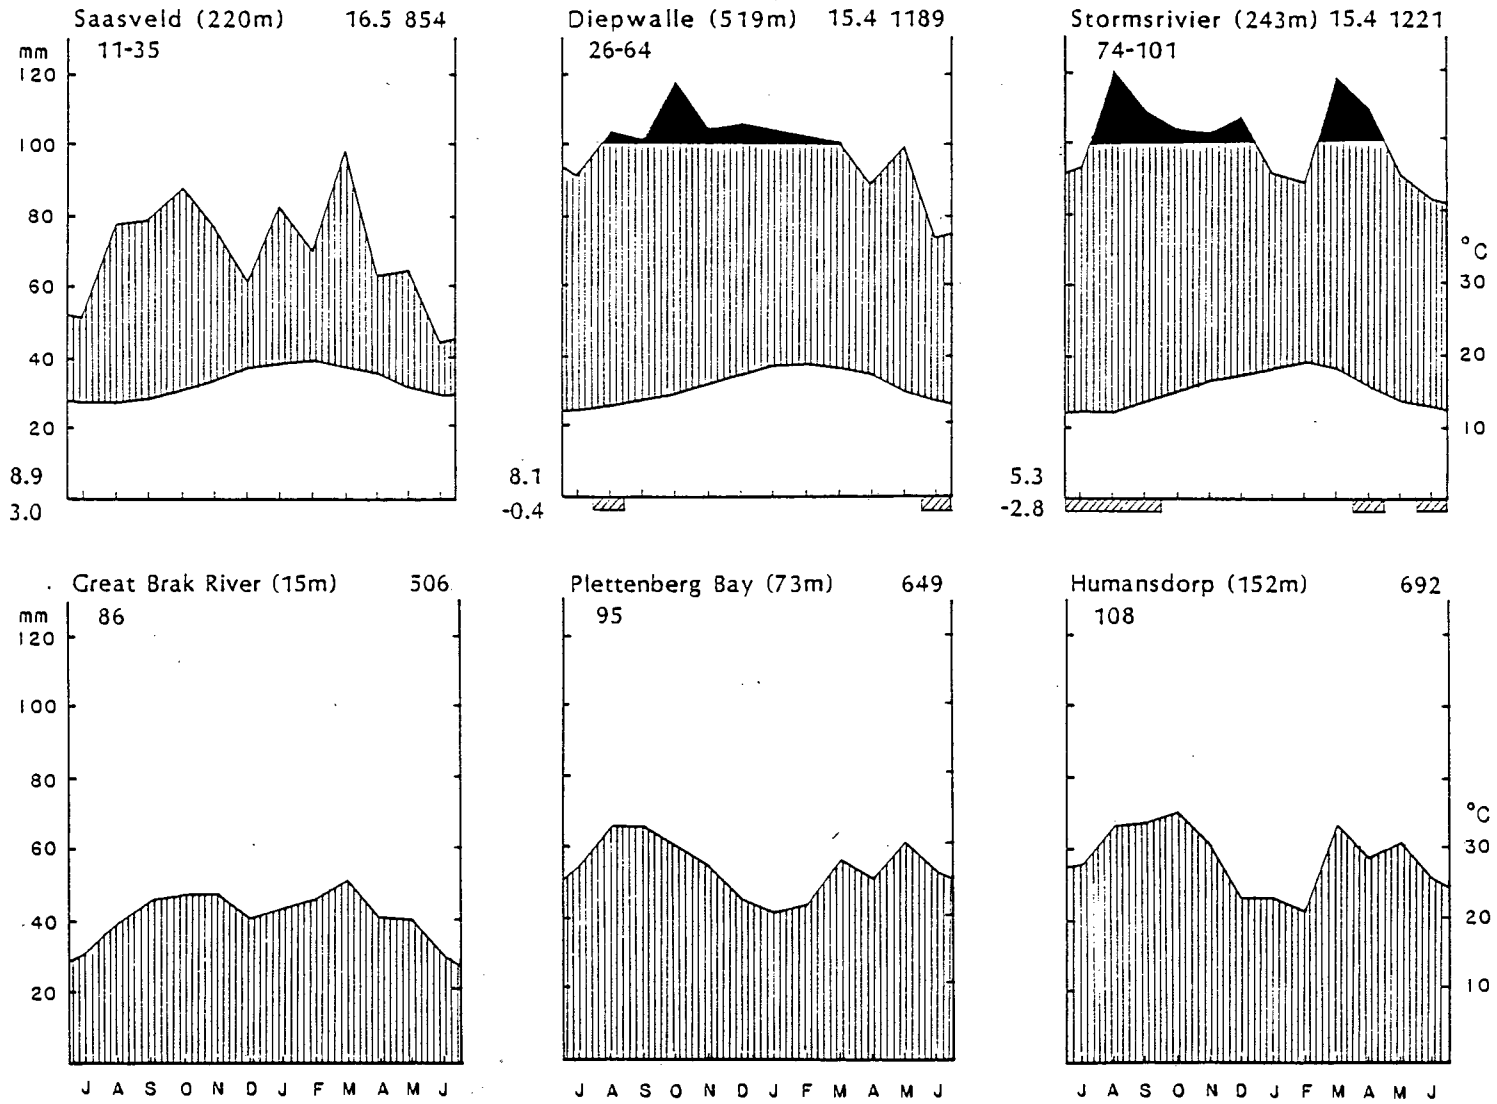 Saasveld (220m) 16.5 854
11-35
mm
120
100
80
60
40
20
8.9
3.0
Diepwalle (519m) 15.4 1189
26-64
8.1
-0.4
Stormsrivier (243m) 15.4 1221
74-101
°C
30
20
10
5.3
-2.8
Great Brak River (15m) 506
86
mm
120
100
80
60
40
20
J A S O N D J F M A M J
Plettenberg Bay (73m) 649
95
J A S O N D J F M A M J
Humansdorp (152m) 692
108
°C
30
20
10
J A S O N D J F M A M J